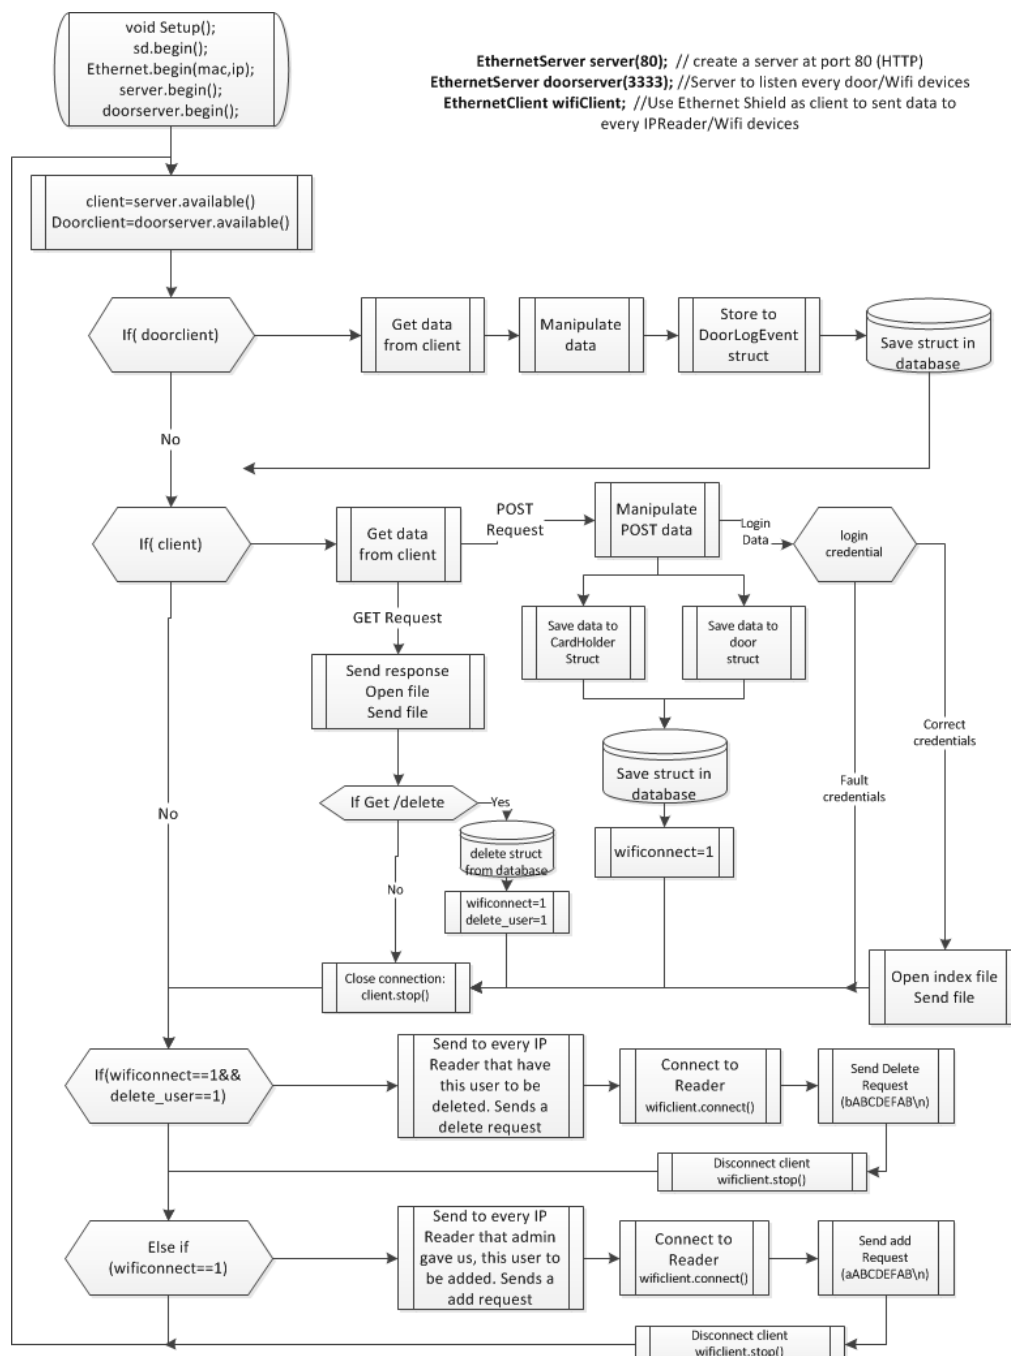 void Setup();
sd.begin();
Ethernet.begin(mac,ip);
server.begin();
doorserver.begin();
EthernetServer server(80); // create a server at port 80 (HTTP)
EthernetServer doorserver(3333); //Server to listen every door/Wifi devices
EthernetClient wifiClient; //Use Ethernet Shield as client to sent data to
every IPReader/Wifi devices
client=server.available()
Doorclient=doorserver.available()
If( doorclient)
Get data
from client
Manipulate
data
Store to
DoorLogEvent
struct
Save struct in
database
No
If( client)
Get data
from client
POST
Request
Manipulate
POST data
Login
Data
login
credential
GET Request
Save data to
CardHolder
Struct
Save data to
door
struct
Send response
Open file
Send file
Correct
credentials
Save struct in
database
Fault
credentials
If Get /delete
Yes
No
delete struct
from database
wificonnect=1
No
wificonnect=1
delete_user=1
Close connection:
client.stop()
Open index file
Send file
If(wificonnect==1&&
delete_user==1)
Send to every IP
Reader that have
this user to be
deleted. Sends a
delete request
Connect to
Reader
wificlient.connect()
Send Delete
Request
(bABCDEFAB\n)
Disconnect client
wificlient.stop()
Else if
(wificonnect==1)
Send to every IP
Reader that admin
gave us, this user to
be added. Sends a
add request
Connect to
Reader
wificlient.connect()
Send add
Request
(aABCDEFAB\n)
Disconnect client
wificlient.stop()